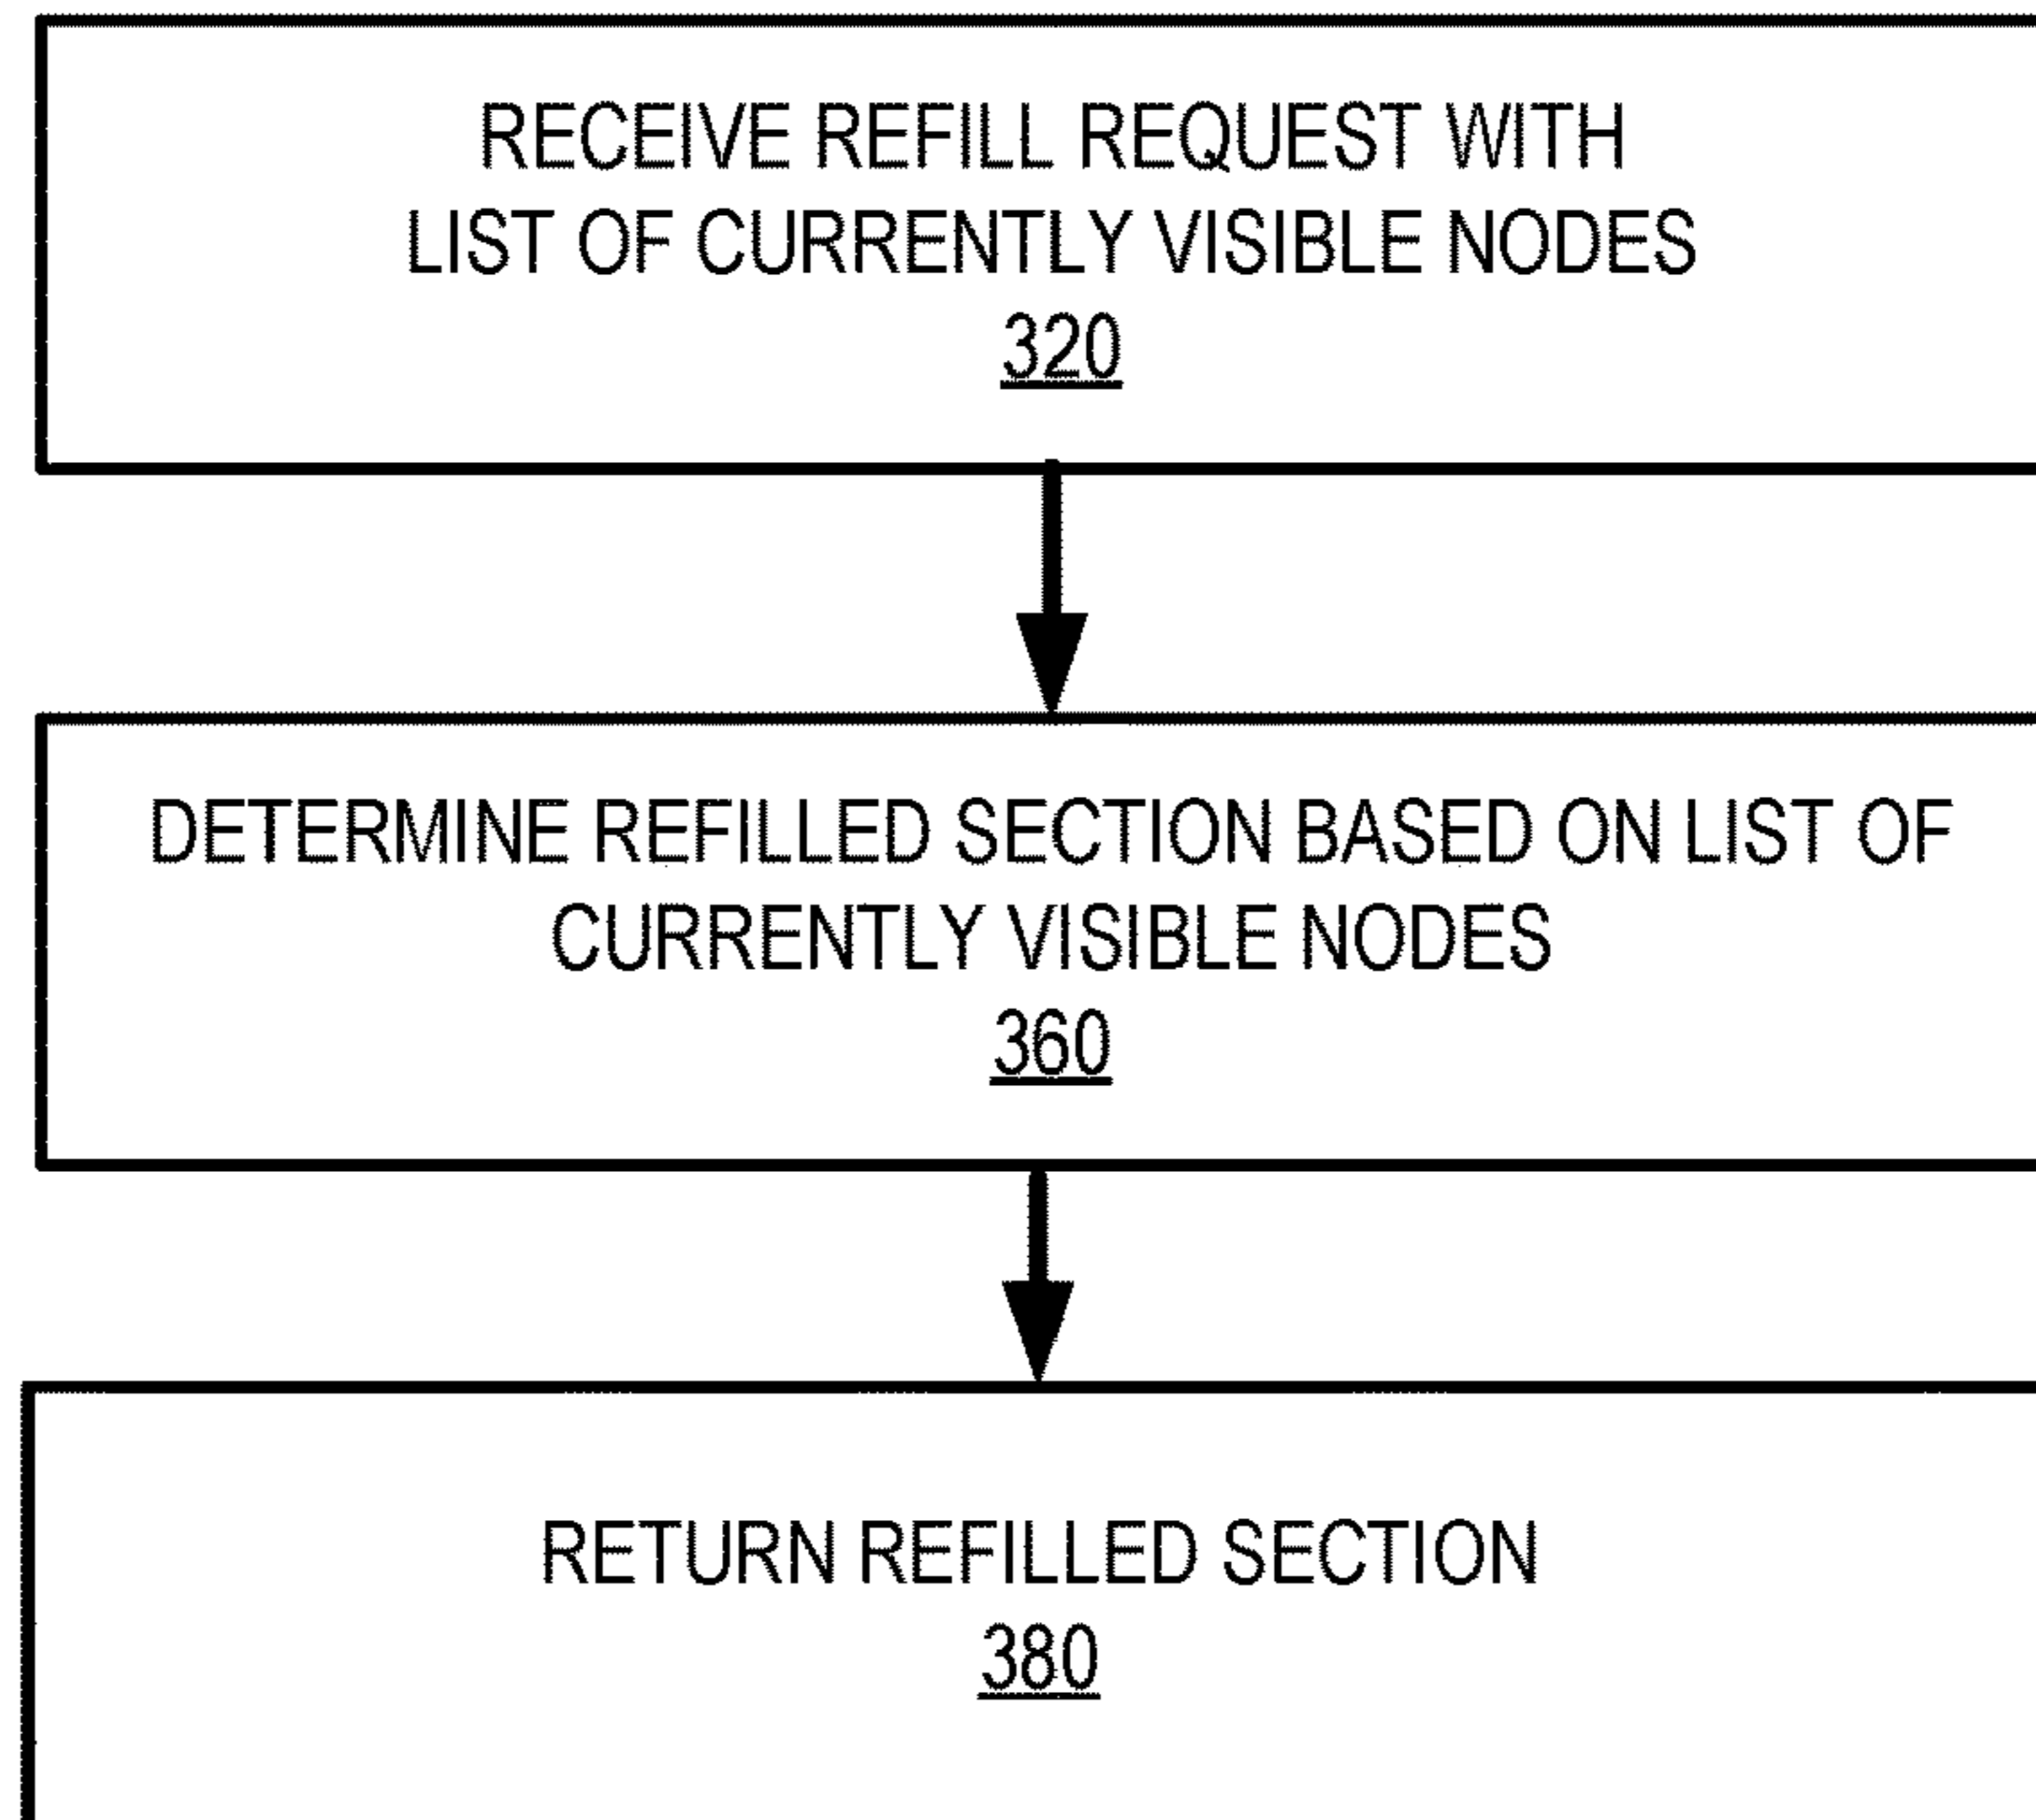 RECEIVE REFILL REQUEST WITH
LIST OF CURRENTLY VISIBLE NODES
320
DETERMINE REFILLED SECTION BASED ON LIST OF
CURRENTLY VISIBLE NODES
360
RETURN REFILLED SECTION
380